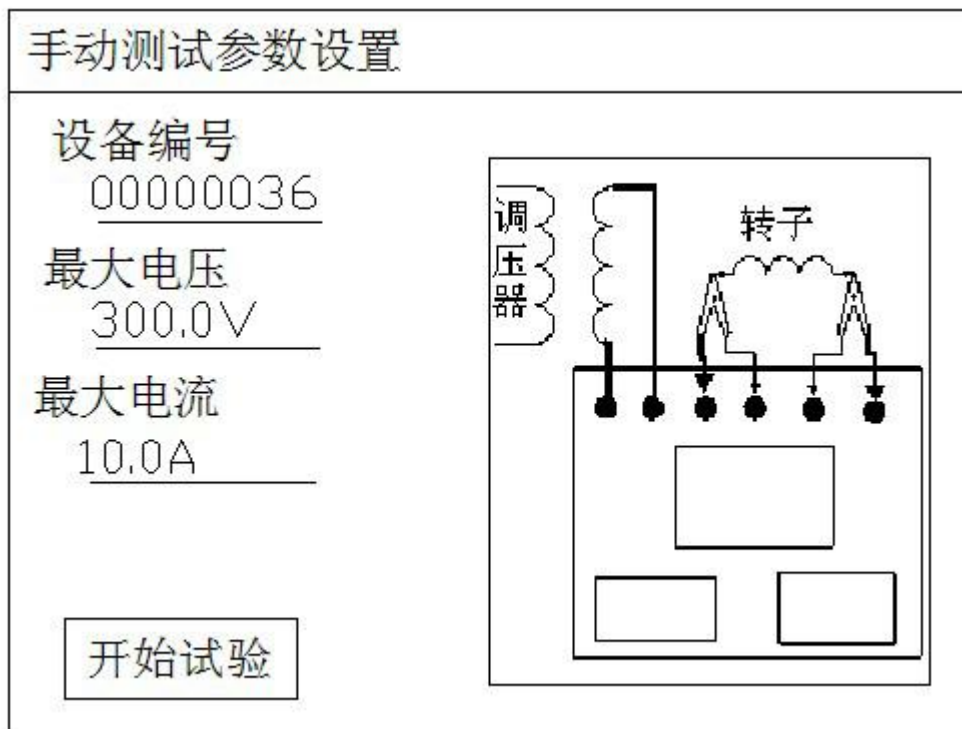 手动测试参数设置
设备编号
00000036
最大电压
300.0V
最大电流
10.0A
开始试验
调压器
转子